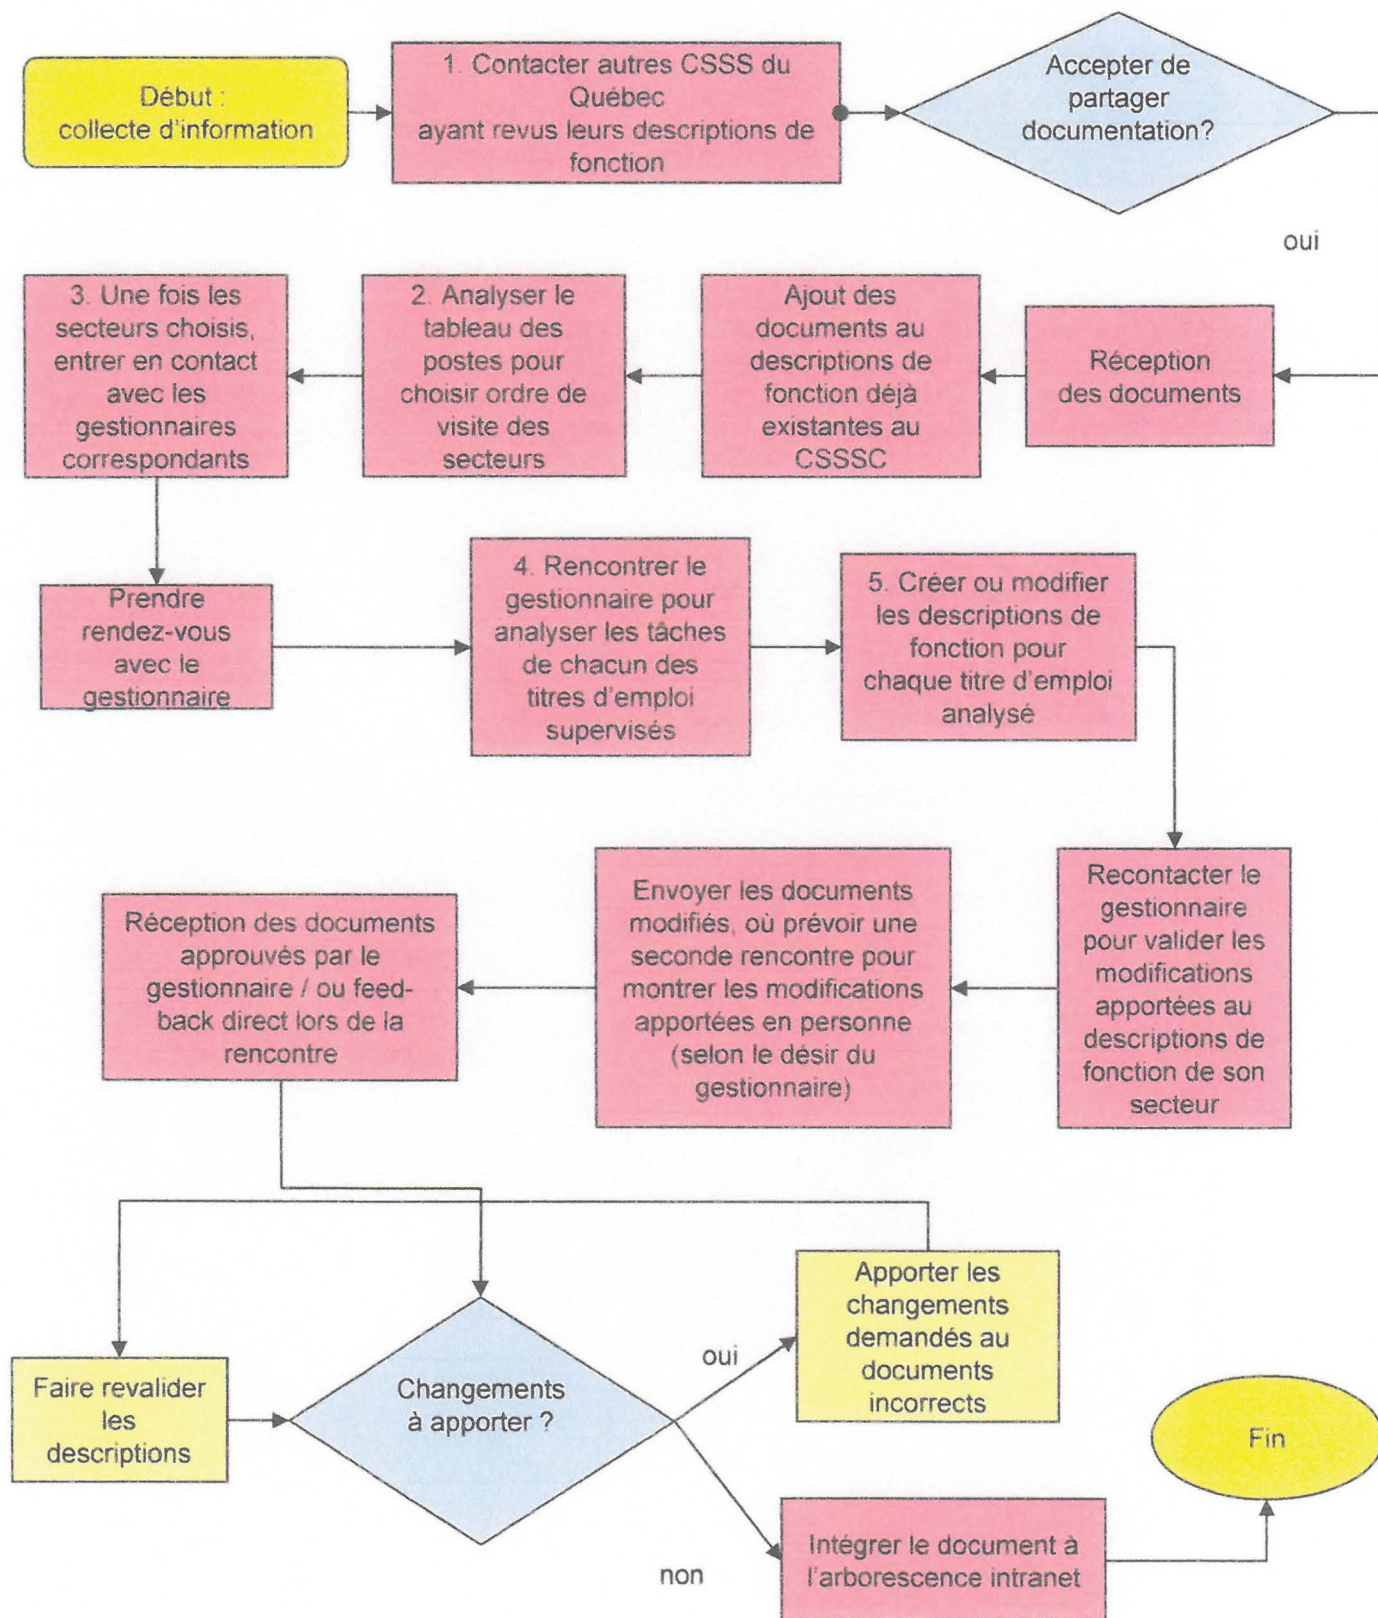 Début :
collecte d'information
1. Contacter autres CSSS du
Québec
ayant revus leurs descriptions de
fonction
Accepter de
partager
documentation?
oui
3. Une fois les
secteurs choisis,
entrer en contact
avec les
gestionnaires
correspondants
2. Analyser le
tableau des
postes pour
choisir ordre de
visite des
secteurs
Ajout des
documents au
descriptions de
fonction déjà
existantes au
CSSSC
Réception
des documents
Prendre
rendez-vous
avec le
gestionnaire
4. Rencontrer le
gestionnaire pour
analyser les tâches
de chacun des
titres d'emploi
supervisés
5. Créer ou modifier
les descriptions de
fonction pour
chaque titre d'emploi
analysé
Réception des documents
approuvés par le
gestionnaire / ou feed-
back direct lors de la
rencontre
Envoyer les documents
modifiés, où prévoir une
seconde rencontre pour
montrer les modifications
apportées en personne
(selon le désir du
gestionnaire)
Recontacter le
gestionnaire
pour valider les
modifications
apportées au
descriptions de
fonction de son
secteur
Faire revalider
les
descriptions
Changements
à apporter ?
oui
Apporter les
changements
demandés au
documents
incorrects
Fin
non
Intégrer le document à
l'arborescence intranet